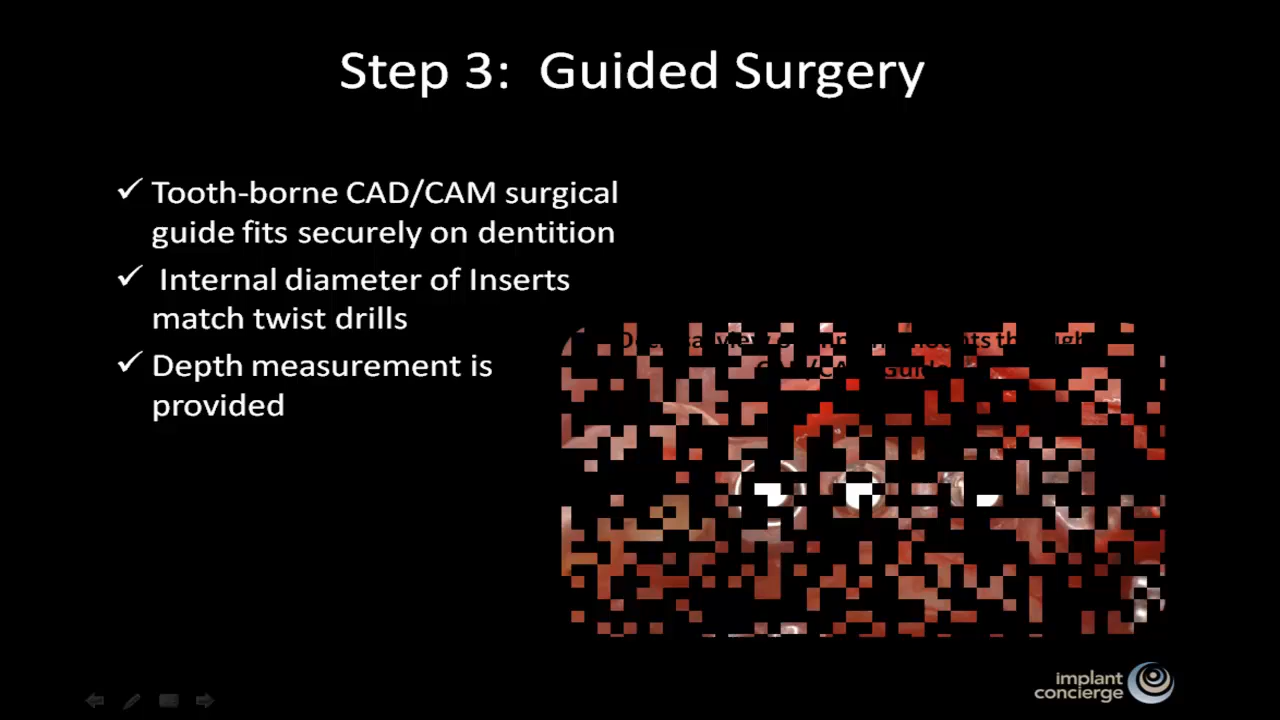 Step 3: Guided Surgery
✓ Tooth-borne CAD/CAM surgical
guide fits securely on dentition
✓ Internal diameter of Inserts
match twist drills
✓ Depth measurement is
provided
Guide
implant
concierge